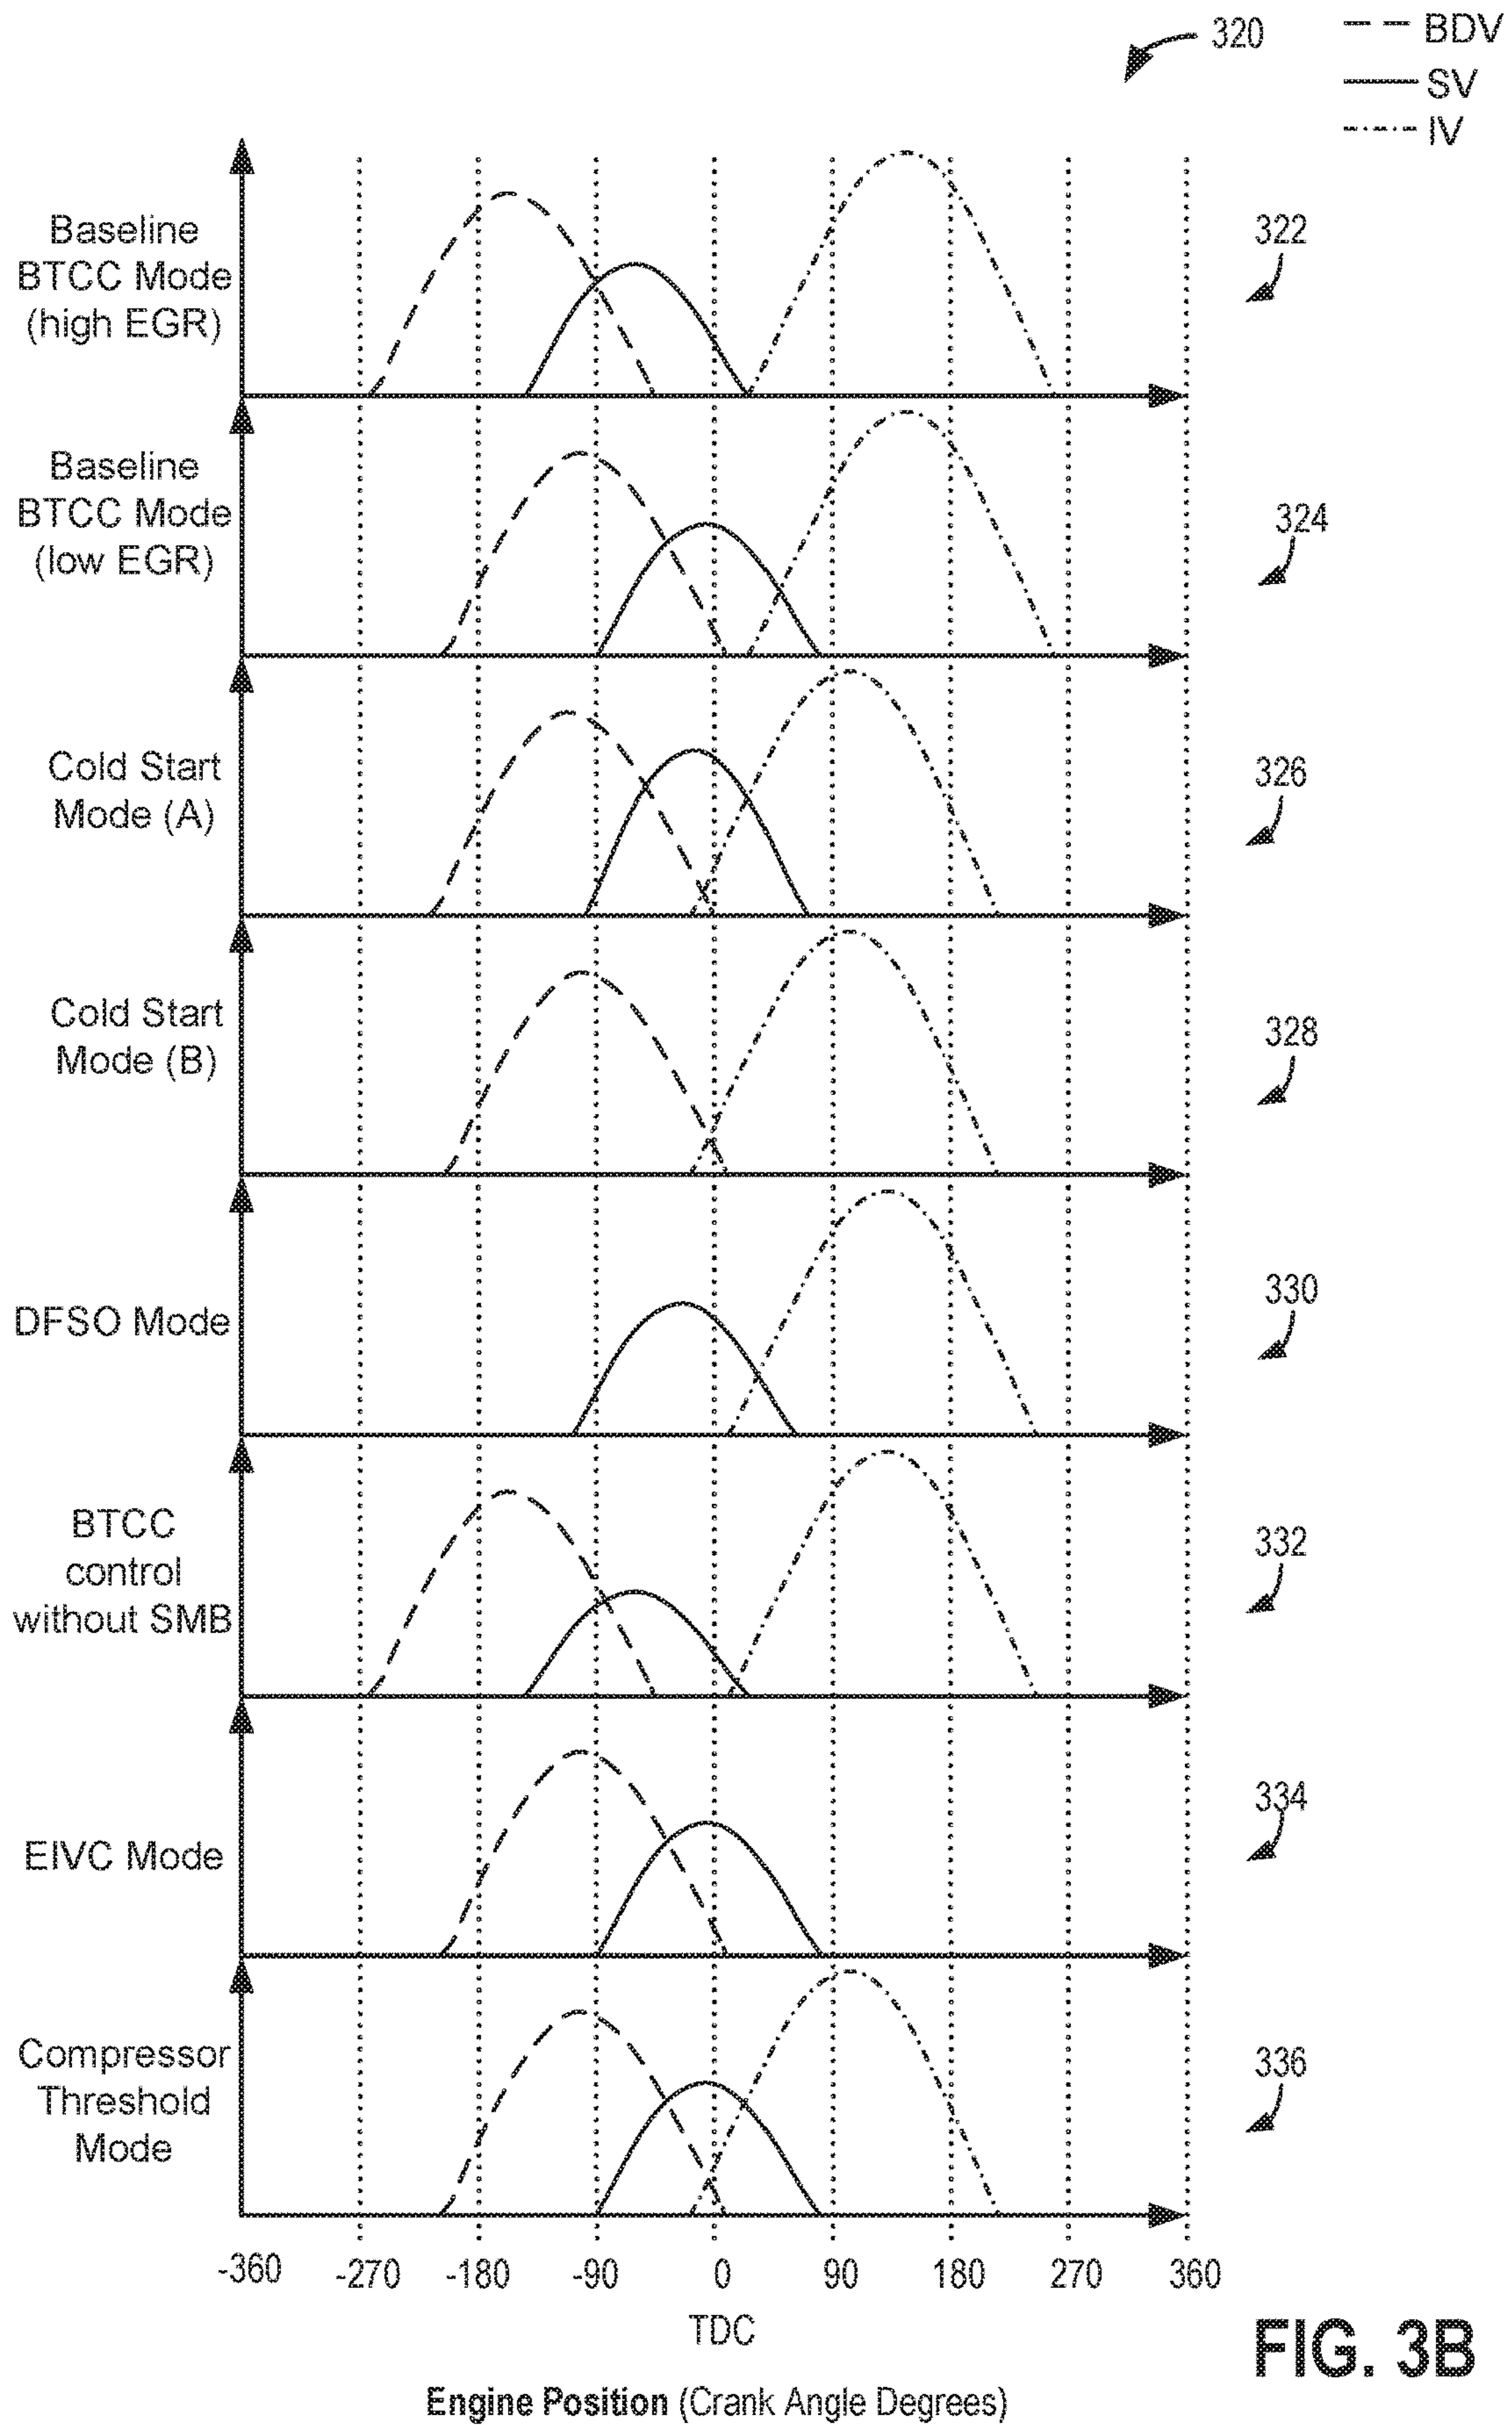 320
BDV
SV
IV
Baseline
BTCC Mode
(high EGR)
322
Baseline
BTCC Mode
(low EGR)
324
Cold Start
Mode (A)
326
Cold Start
Mode (B)
328
DFSO Mode
330
BTCC
control
without SMB
332
EIVC Mode
334
Compressor
Threshold
Mode
336
-360 -270 -180 -90 0 90 180 270 360
TDC
FIG. 3B
Engine Position (Crank Angle Degrees)